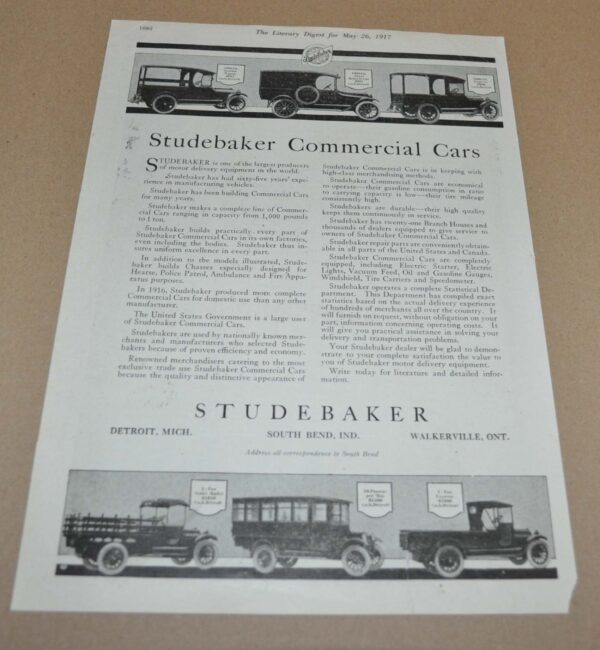 The Literary Digest for May 26, 1917
Studebaker
Studebaker Commercial Cars
STUDEBAKER is one of the largest producers
of motor delivery equipment in the world.
Studebaker has had sixty-five years' expe-
rience in manufacturing vehicles.
Studebaker has been building Commercial Cars
for many years.
Studebaker makes a complete line of Commer-
cial Cars ranging in capacity from 1,000 pounds
to 1 ton.
Studebaker builds practically every part of
Studebaker Commercial Cars in its own factories,
even including the bodies. Studebaker thus in-
sures uniform excellence in every part.
In addition to the models illustrated, Stude-
baker builds Chasses especially designed for
Hearse, Police Patrol, Ambulance and Fire Appa-
ratus purposes.
In 1916, Studebaker produced more complete
Commercial Cars for domestic use than any other
manufacturer.
The United States Government is a large user
of Studebaker Commercial Cars.
Studebakers are used by nationally known mer-
chants and manufacturers who selected Stude-
bakers because of proven efficiency and economy.
Renowned merchandisers catering to the most
exclusive trade use Studebaker Commercial Cars
because the quality and distinctive appearance of
Studebaker Commercial Cars is in keeping with
high-class merchandising methods.
Studebaker Commercial Cars are economical
to operate—their gasoline consumption in ratio
to carrying capacity is low—their tire mileage
consistently high.
Studebakers are durable—their high quality
keeps them continuously in service.
Studebaker has twenty-one Branch Houses and
thousands of dealers equipped to give service to
owners of Studebaker Commercial Cars.
Studebaker repair parts are conveniently obtain-
able in all parts of the United States and Canada.
Studebaker Commercial Cars are completely
equipped, including Electric Starter, Electric
Lights, Vacuum Feed, Oil and Gasoline Gauges,
Windshield, Tire Carriers and Speedometer.
Studebaker operates a complete Statistical De-
partment. This Department has compiled exact
statistics based on the actual delivery experience
of hundreds of merchants all over the country. It
will furnish on request, without obligation on your
part, information concerning operating costs. It
will give you practical assistance in solving your
delivery and transportation problems.
Your Studebaker dealer will be glad to demon-
strate to your complete satisfaction the value to
you of Studebaker motor delivery equipment.
Write today for literature and detailed infor-
mation.
STUDEBAKER
DETROIT, MICH. SOUTH BEND, IND. WALKERVILLE, ONT.
Address all correspondence to South Bend